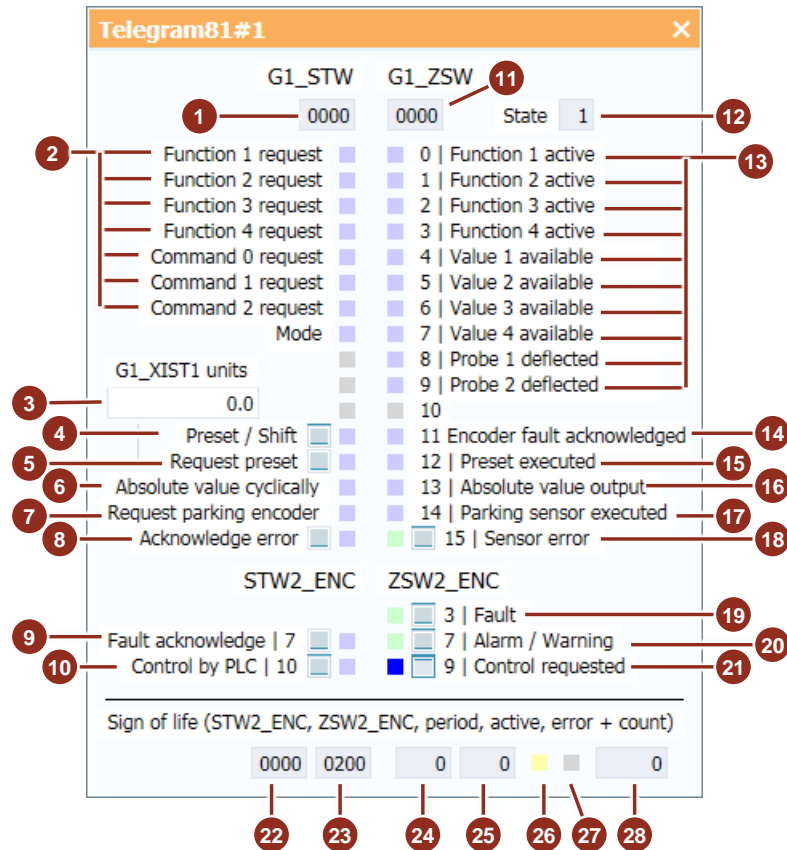 Telegram81#1 ×
G1_STW G1_ZSW 11
1 0000 0000 State 1 12
2 Function 1 request 0 | Function 1 active 13
Function 2 request 1 | Function 2 active
Function 3 request 2 | Function 3 active
Function 4 request 3 | Function 4 active
Command 0 request 4 | Value 1 available
Command 1 request 5 | Value 2 available
Command 2 request 6 | Value 3 available
Mode 7 | Value 4 available
G1_XIST1 units 8 | Probe 1 deflected
9 | Probe 2 deflected
3 0.0 10
4 Preset / Shift 11 Encoder fault acknowledged 14
5 Request preset 12 | Preset executed 15
6 Absolute value cyclically 13 | Absolute value output 16
7 Request parking encoder 14 | Parking sensor executed 17
8 Acknowledge error 15 | Sensor error 18
STW2_ENC ZSW2_ENC
3 | Fault 19
9 Fault acknowledge | 7 7 | Alarm / Warning 20
10 Control by PLC | 10 9 | Control requested 21
Sign of life (STW2_ENC, ZSW2_ENC, period, active, error + count)
0000 0200 0 0 0
22 23 24 25 26 27 28